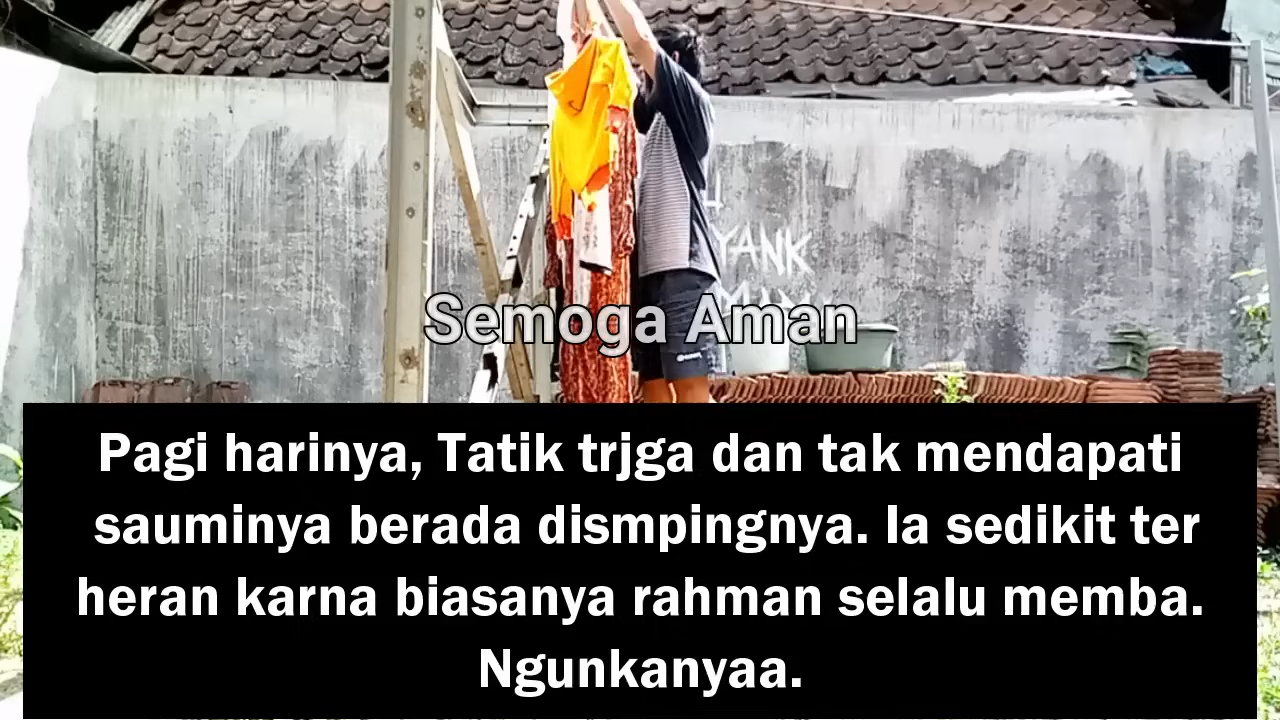 YANK
Semoga Aman
Pagi harinya, Tatik trjga dan tak mendapati
sauminya berada dismpingnya. Ia sedikit ter
heran karna biasanya rahman selalu memba.
Ngunkanyaa.